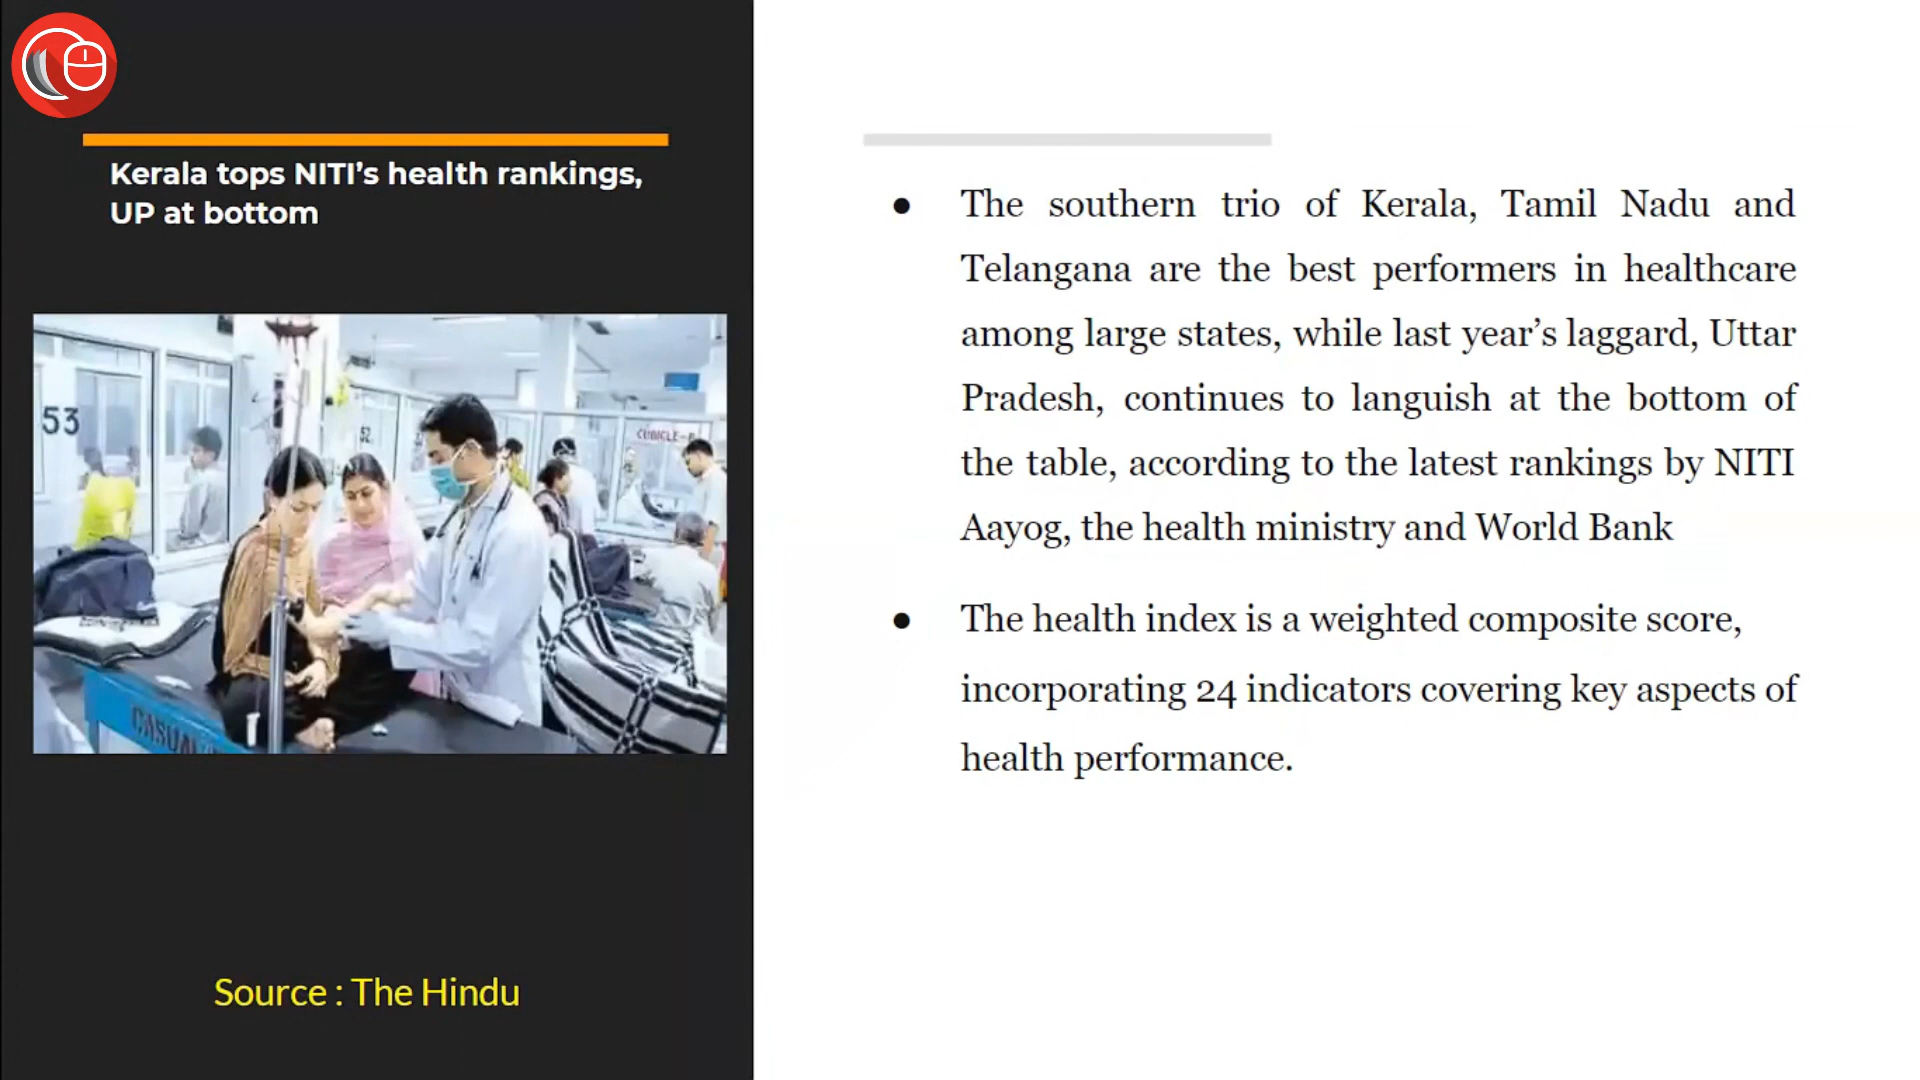 Kerala tops NITI’s health rankings,
UP at bottom
53
52
CUBICLE-
CASUAL
Source : The Hindu
● The southern trio of Kerala, Tamil Nadu and
Telangana are the best performers in healthcare
among large states, while last year’s laggard, Uttar
Pradesh, continues to languish at the bottom of
the table, according to the latest rankings by NITI
Aayog, the health ministry and World Bank
● The health index is a weighted composite score,
incorporating 24 indicators covering key aspects of
health performance.